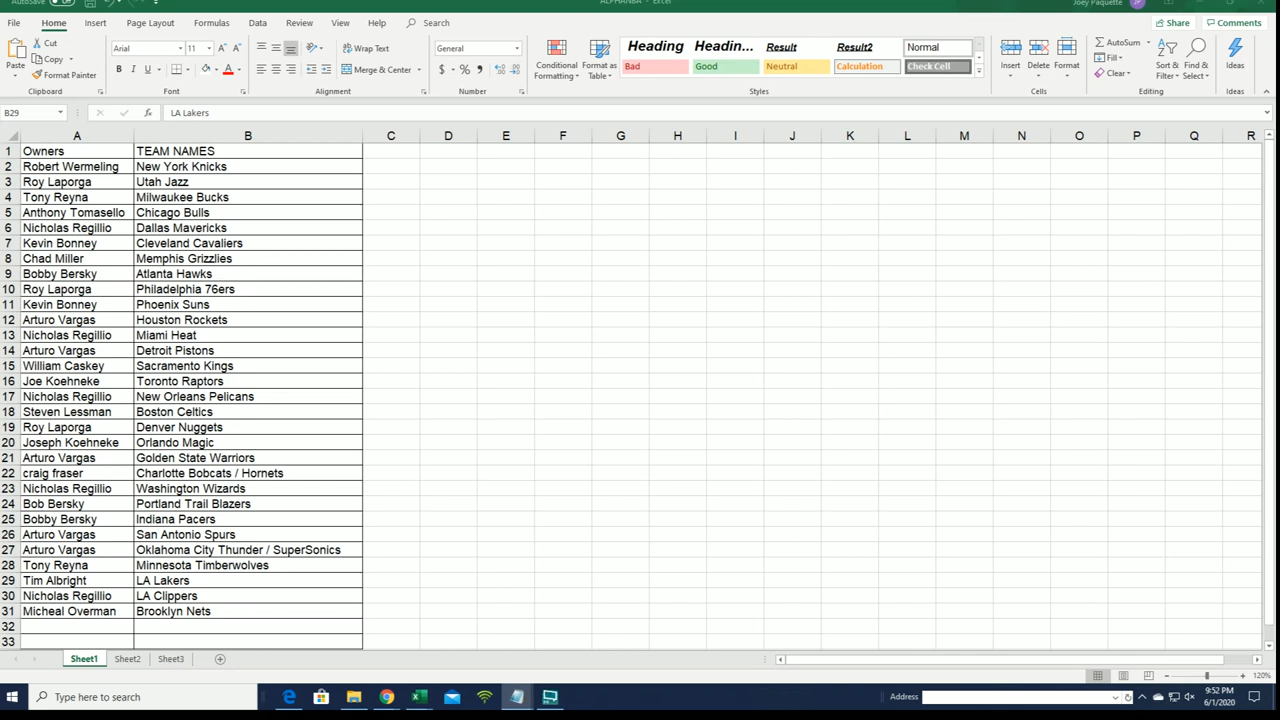 AutoSave
ALPHANBA - Excel
Joey Paquette
JP
File Home Insert Page Layout Formulas Data Review View Help Search Share Comments
Paste
Cut
Copy
Format Painter
Clipboard
Arial 11
B I U
Font
Wrap Text
Merge & Center
Alignment
General
Number
Conditional Formatting
Format as Table
Heading Headin... Result Result2 Normal
Bad Good Neutral Calculation Check Cell
Styles
Insert Delete Format
Cells
AutoSum
Fill
Clear
Sort & Filter
Find & Select
Editing
Ideas
Ideas
B29 fx LA Lakers
A B C D E F G H I J K L M N O P Q R
1 Owners TEAM NAMES
2 Robert Wermeling New York Knicks
3 Roy Laporga Utah Jazz
4 Tony Reyna Milwaukee Bucks
5 Anthony Tomasello Chicago Bulls
6 Nicholas Regillio Dallas Mavericks
7 Kevin Bonney Cleveland Cavaliers
8 Chad Miller Memphis Grizzlies
9 Bobby Bersky Atlanta Hawks
10 Roy Laporga Philadelphia 76ers
11 Kevin Bonney Phoenix Suns
12 Arturo Vargas Houston Rockets
13 Nicholas Regillio Miami Heat
14 Arturo Vargas Detroit Pistons
15 William Caskey Sacramento Kings
16 Joe Koehneke Toronto Raptors
17 Nicholas Regillio New Orleans Pelicans
18 Steven Lessman Boston Celtics
19 Roy Laporga Denver Nuggets
20 Joseph Koehneke Orlando Magic
21 Arturo Vargas Golden State Warriors
22 craig fraser Charlotte Bobcats / Hornets
23 Nicholas Regillio Washington Wizards
24 Bob Bersky Portland Trail Blazers
25 Bobby Bersky Indiana Pacers
26 Arturo Vargas San Antonio Spurs
27 Arturo Vargas Oklahoma City Thunder / SuperSonics
28 Tony Reyna Minnesota Timberwolves
29 Tim Albright LA Lakers
30 Nicholas Regillio LA Clippers
31 Micheal Overman Brooklyn Nets
32
33
Sheet1 Sheet2 Sheet3
120%
Type here to search
Address
9:52 PM
6/1/2020